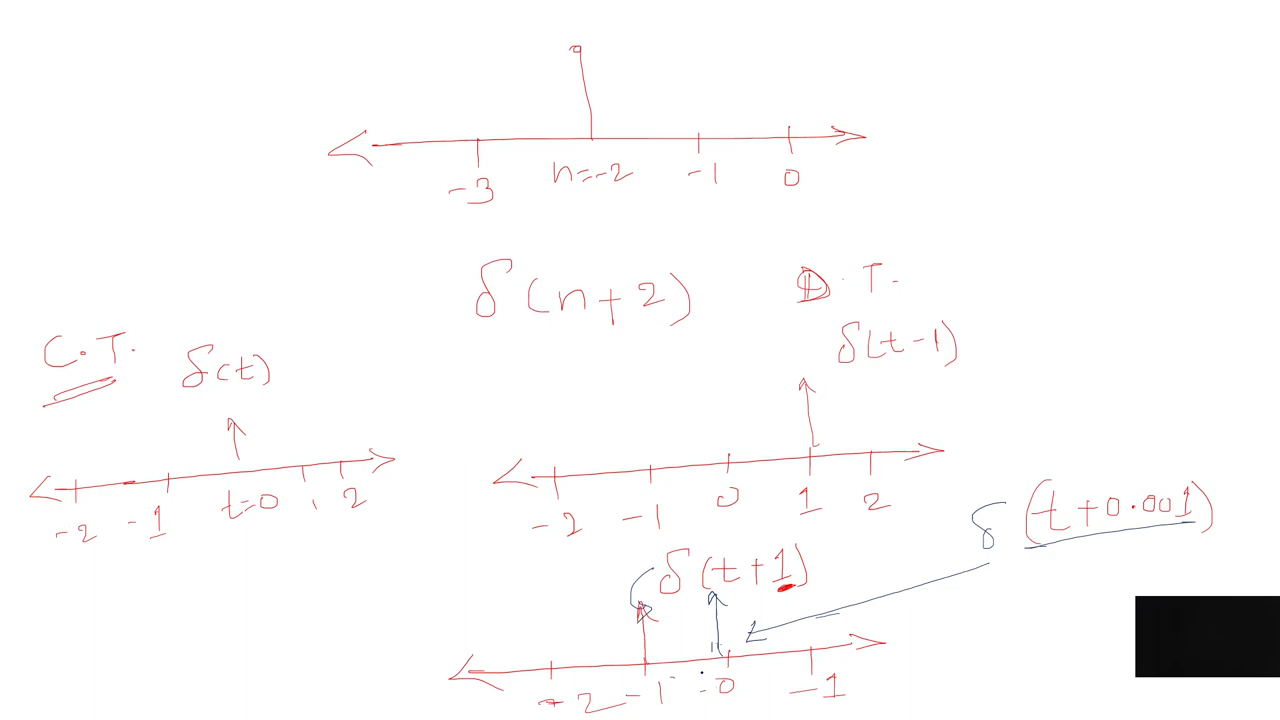 -3 n=-2 -1 0
δ(n+2)
D.T.
δ(t-1)
C.T. δ(t)
-2 -1 t=0 , 2
-2 -1 0 1 2
δ(t+0.001)
δ(t+1)
-2 -1 0 -1